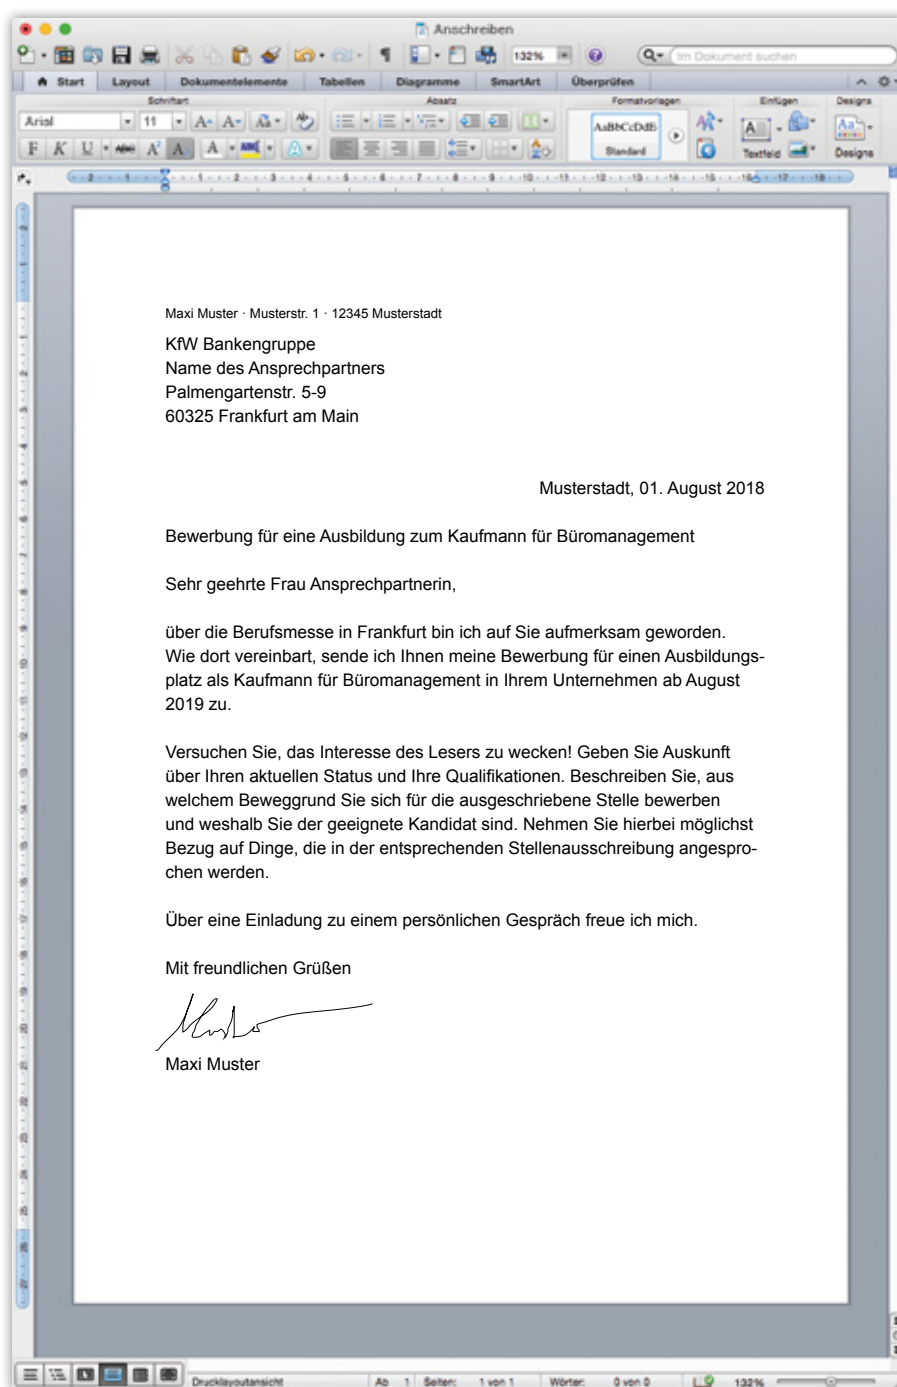 Anschreiben
132%
Im Dokument suchen
Start Layout Dokumentelemente Tabellen Diagramme SmartArt Überprüfen
Schriftart Absatz Formatvorlagen Einfügen Designs
Arial 11
AaBbCcDdE
F K U ABC A² A
Standard Textfeld Designs
Maxi Muster · Musterstr. 1 · 12345 Musterstadt
KfW Bankengruppe
Name des Ansprechpartners
Palmengartenstr. 5-9
60325 Frankfurt am Main
Musterstadt, 01. August 2018
Bewerbung für eine Ausbildung zum Kaufmann für Büromanagement
Sehr geehrte Frau Ansprechpartnerin,
über die Berufsmesse in Frankfurt bin ich auf Sie aufmerksam geworden.
Wie dort vereinbart, sende ich Ihnen meine Bewerbung für einen Ausbildungs-
platz als Kaufmann für Büromanagement in Ihrem Unternehmen ab August
2019 zu.
Versuchen Sie, das Interesse des Lesers zu wecken! Geben Sie Auskunft
über Ihren aktuellen Status und Ihre Qualifikationen. Beschreiben Sie, aus
welchem Beweggrund Sie sich für die ausgeschriebene Stelle bewerben
und weshalb Sie der geeignete Kandidat sind. Nehmen Sie hierbei möglichst
Bezug auf Dinge, die in der entsprechenden Stellenausschreibung angespro-
chen werden.
Über eine Einladung zu einem persönlichen Gespräch freue ich mich.
Mit freundlichen Grüßen
Maxi Muster
Drucklayoutansicht Ab 1 Seiten: 1 von 1 Wörter: 0 von 0 132%